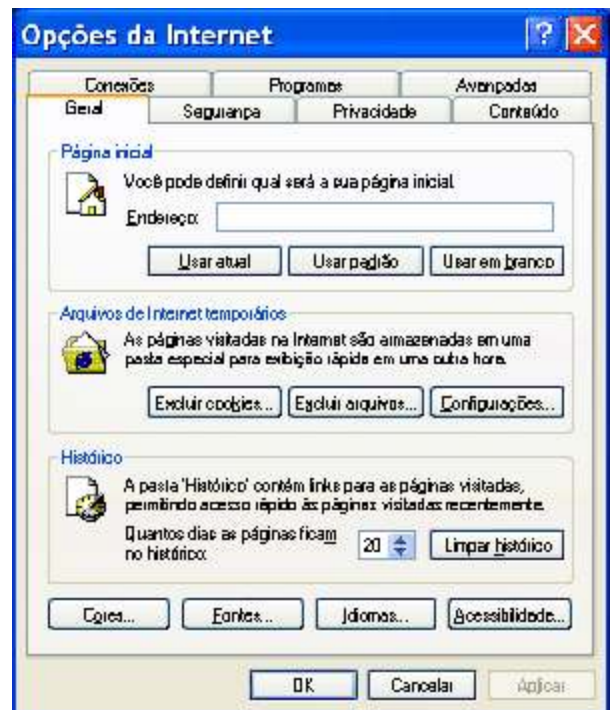 Opções da Internet
Conexões Programas Avançadas
Geral Segurança Privacidade Conteúdo
Página inicial
Você pode definir qual será a sua página inicial.
Endereço:
Usar atual Usar padrão Usar em branco
Arquivos de Internet temporários
As páginas visitadas na Internet são armazenadas em uma
pasta especial para exibição rápida em uma outra hora.
Excluir cookies... Excluir arquivos... Configurações...
Histórico
A pasta 'Histórico' contém links para as páginas visitadas,
permitindo acesso rápido às páginas visitadas recentemente.
Quantos dias as páginas ficam
no histórico:
20 Limpar histórico
Cores... Fontes... Idiomas... Acessibilidade...
OK Cancelar Aplicar